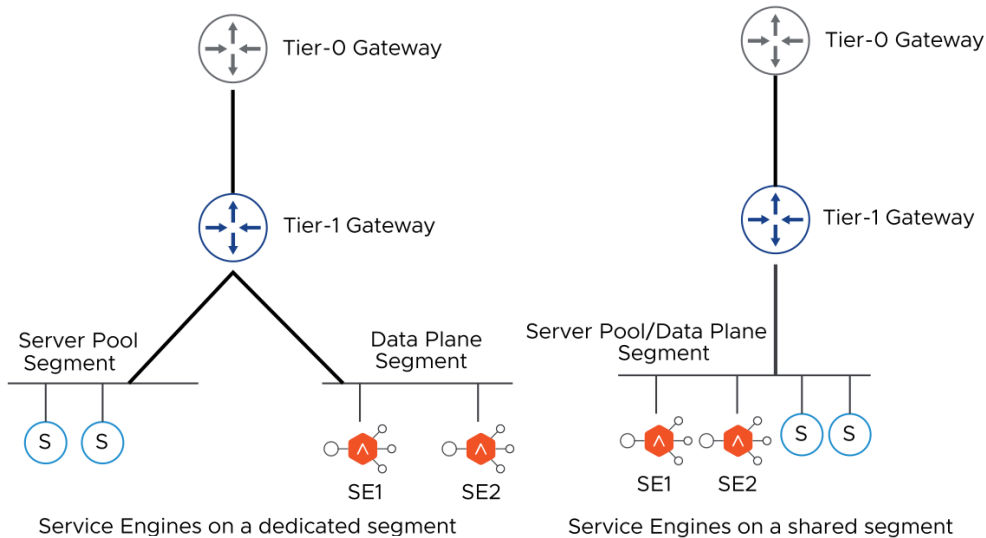 Tier-0 Gateway
Tier-1 Gateway
Server Pool
Segment
Data Plane
Segment
S
S
SE1
SE2
Service Engines on a dedicated segment
Tier-0 Gateway
Tier-1 Gateway
Server Pool/Data Plane
Segment
S
S
SE1
SE2
Service Engines on a shared segment